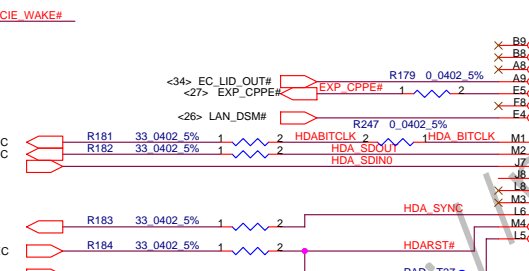 CIE_WAKE#
B9
B8
A8
R179 0_0402_5%
<34> EC_LID_OUT# A9
<27> EXP_CPPE# EXP_CPPE# 1 2 E5
F8
<26> LAN_DSM# E4
R247 0_0402_5%
C R181 33_0402_5% 1 2 HDABITCLK 2 1 HDA_BITCLK M1
C R182 33_0402_5% 1 2 HDA_SDOUT M2
HDA_SDIN0 J7
J8
L8
M3
HDA_SYNC L6
R183 33_0402_5% 1 2 M4
C R184 33_0402_5% 1 2 HDARST# L5